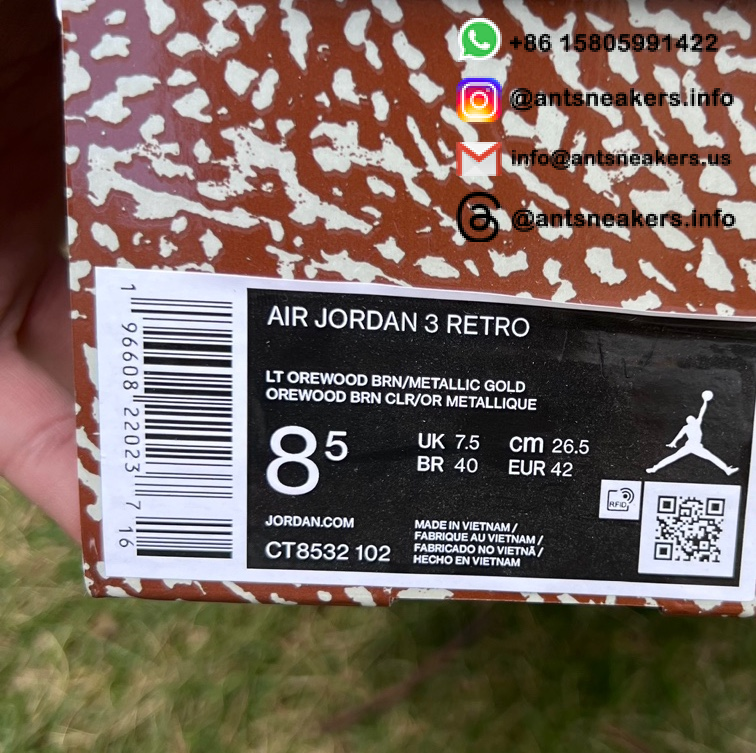 +86 15805991422
@antsneakers.info
info@antsneakers.us
@antsneakers.info
1 96608 22023 7 16
AIR JORDAN 3 RETRO
LT OREWOOD BRN/METALLIC GOLD
OREWOOD BRN CLR/OR METALLIQUE
8 5
UK 7.5 cm 26.5
BR 40 EUR 42
RFID
JORDAN.COM
CT8532 102
MADE IN VIETNAM /
FABRIQUE AU VIETNAM /
FABRICADO NO VIETNÃ /
HECHO EN VIETNAM